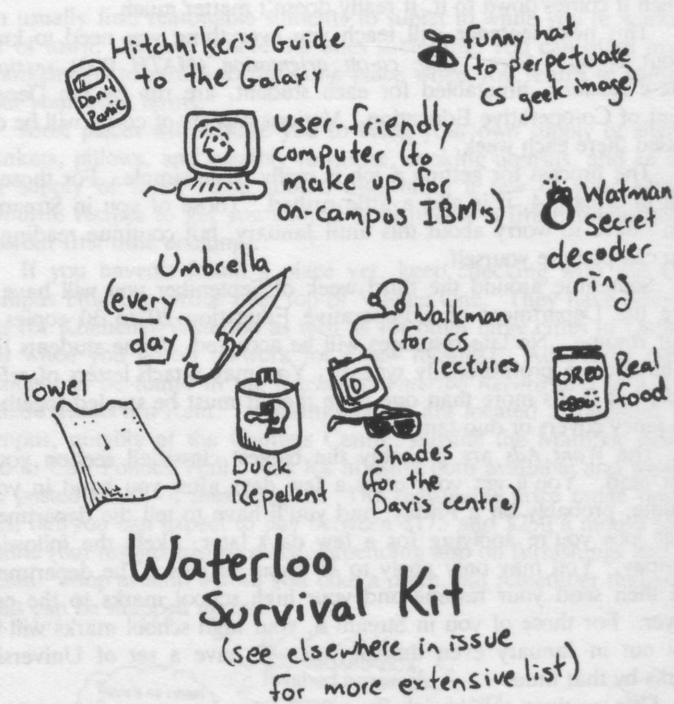 Hitchhiker's Guide
to the Galaxy
Don't
Panic
funny hat
(to perpetuate
cs geek image)
user-friendly
computer (to
make up for
on-campus IBM's)
Watman
secret
decoder
ring
Umbrella
(every
day)
Walkman
(for CS
lectures)
OREO
Real
food
Towel
Duck
Repellent
Shades
(for the
Davis Centre)
Waterloo
Survival Kit
(see elsewhere in issue
for more extensive list)